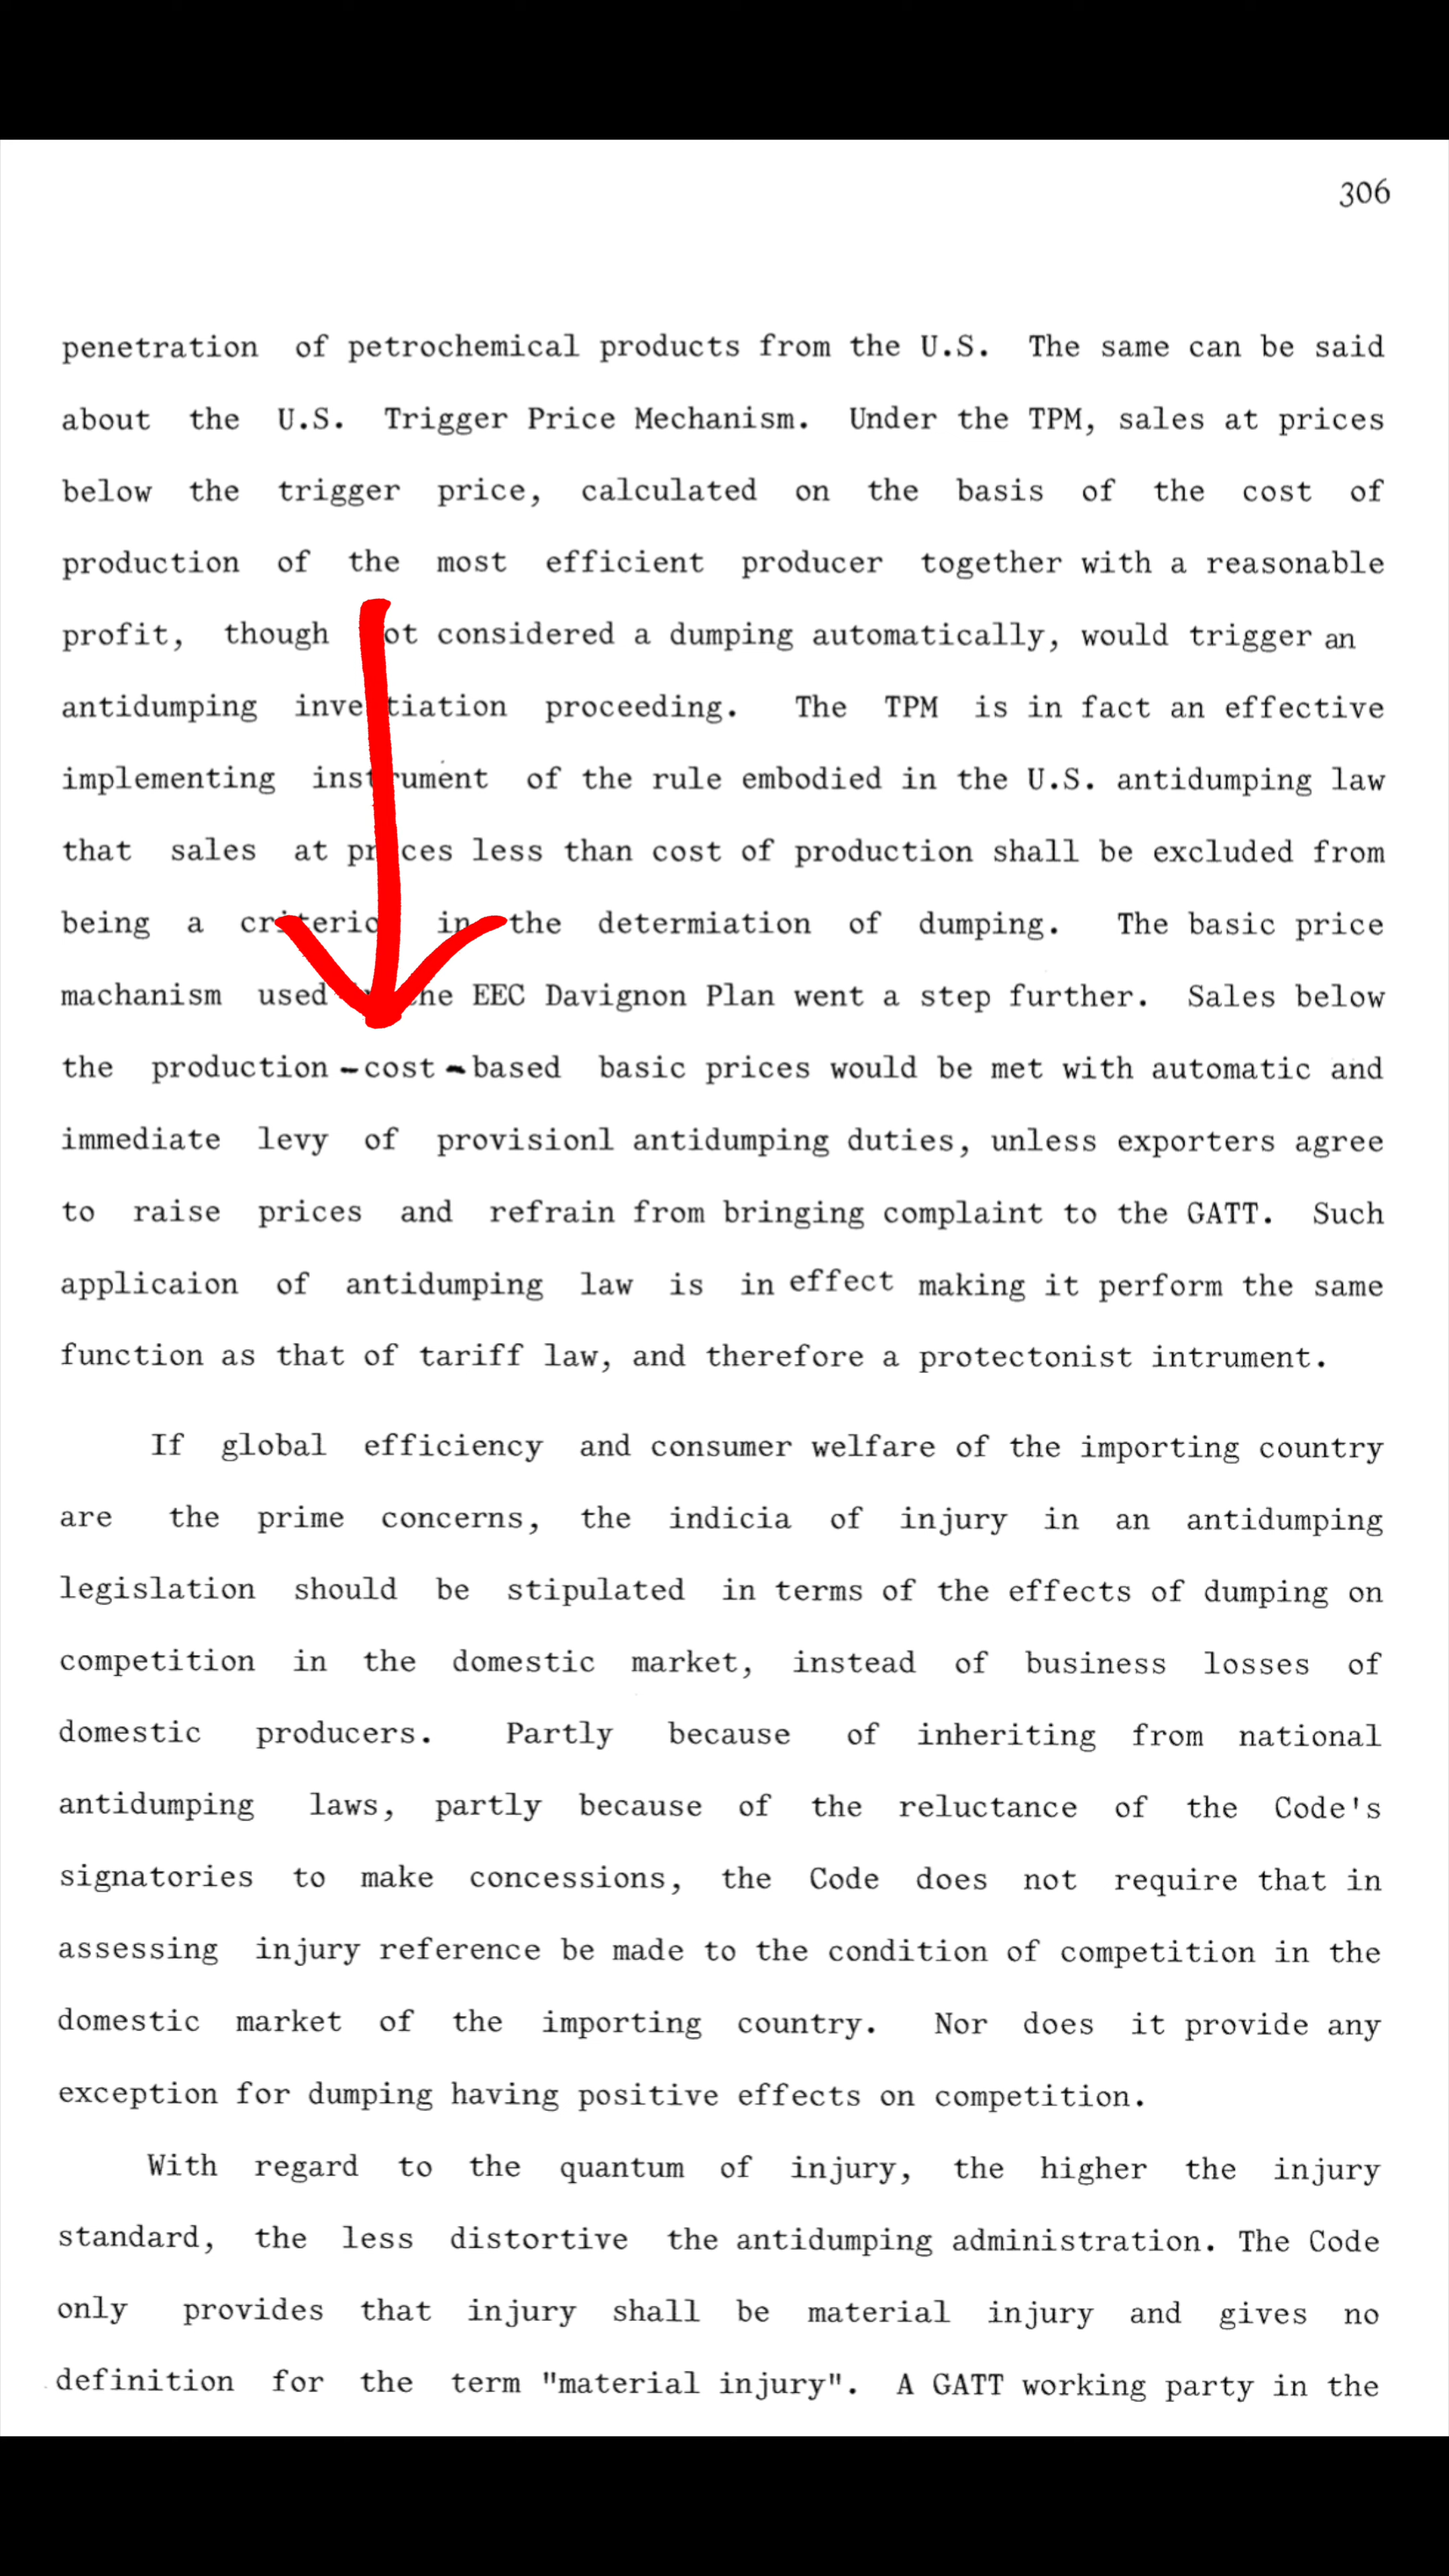 306
penetration of petrochemical products from the U.S. The same can be said
about the U.S. Trigger Price Mechanism. Under the TPM, sales at prices
below the trigger price, calculated on the basis of the cost of
production of the most efficient producer together with a reasonable
profit, though not considered a dumping automatically, would trigger an
antidumping investiation proceeding. The TPM is in fact an effective
implementing instrument of the rule embodied in the U.S. antidumping law
that sales at prices less than cost of production shall be excluded from
being a criterion in the determiation of dumping. The basic price
machanism used the EEC Davignon Plan went a step further. Sales below
the production-cost-based basic prices would be met with automatic and
immediate levy of provisionl antidumping duties, unless exporters agree
to raise prices and refrain from bringing complaint to the GATT. Such
applicaion of antidumping law is in effect making it perform the same
function as that of tariff law, and therefore a protectonist intrument.
If global efficiency and consumer welfare of the importing country
are the prime concerns, the indicia of injury in an antidumping
legislation should be stipulated in terms of the effects of dumping on
competition in the domestic market, instead of business losses of
domestic producers. Partly because of inheriting from national
antidumping laws, partly because of the reluctance of the Code's
signatories to make concessions, the Code does not require that in
assessing injury reference be made to the condition of competition in the
domestic market of the importing country. Nor does it provide any
exception for dumping having positive effects on competition.
With regard to the quantum of injury, the higher the injury
standard, the less distortive the antidumping administration. The Code
only provides that injury shall be material injury and gives no
definition for the term "material injury". A GATT working party in the